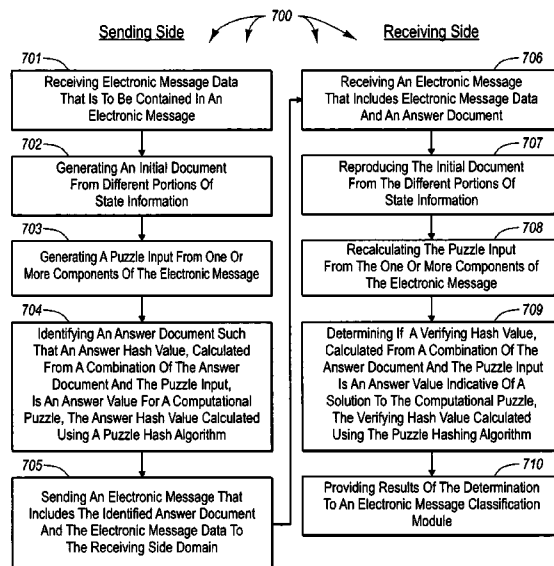 700
Sending Side
Receiving Side
701
Receiving Electronic Message Data
That Is To Be Contained In An
Electronic Message
702
Generating An Initial Document
From Different Portions Of
State Information
703
Generating A Puzzle Input From One Or
More Components Of The Electronic Message
704
Identifying An Answer Document Such
That An Answer Hash Value, Calculated
From A Combination Of The Answer
Document And The Puzzle Input,
Is An Answer Value For A Computational
Puzzle, The Answer Hash Value Calculated
Using A Puzzle Hash Algorithm
705
Sending An Electronic Message That
Includes The Identified Answer Document
And The Electronic Message Data To
The Receiving Side Domain
706
Receiving An Electronic Message
That Includes Electronic Message Data
And An Answer Document
707
Reproducing The Initial Document
From The Different Portions Of
State Information
708
Recalculating The Puzzle Input
From The One Or More Components of
The Electronic Message
709
Determining If A Verifying Hash Value,
Calculated From A Combination Of The
Answer Document And The Puzzle Input
Is An Answer Value Indicative Of A
Solution To The Computational Puzzle,
The Verifying Hash Value Calculated
Using The Puzzle Hashing Algorithm
710
Providing Results Of The Determination
To An Electronic Message Classification
Module